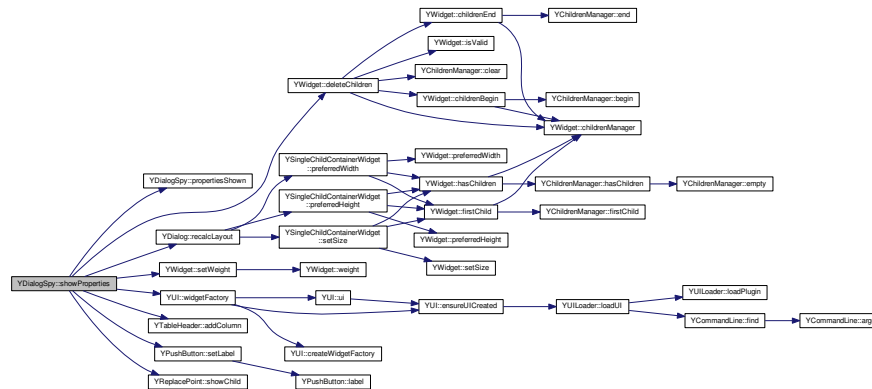 YWidget::childrenEnd
YChildrenManager::end
YWidget::isValid
YChildrenManager::clear
YWidget::deleteChildren
YWidget::childrenBegin
YChildrenManager::begin
YWidget::childrenManager
YSingleChildContainerWidget
::preferredWidth
YWidget::preferredWidth
YDialogSpy::propertiesShown
YWidget::hasChildren
YChildrenManager::hasChildren
YChildrenManager::empty
YSingleChildContainerWidget
::preferredHeight
YWidget::firstChild
YChildrenManager::firstChild
YDialog::recalcLayout
YSingleChildContainerWidget
::setSize
YWidget::preferredHeight
YWidget::setSize
YDialogSpy::showProperties
YWidget::setWeight
YWidget::weight
YUI::widgetFactory
YUI::ui
YUI::ensureUICreated
YUILoader::loadUI
YUILoader::loadPlugin
YCommandLine::find
YCommandLine::arg
YTableHeader::addColumn
YPushButton::setLabel
YUI::createWidgetFactory
YReplacePoint::showChild
YPushButton::label